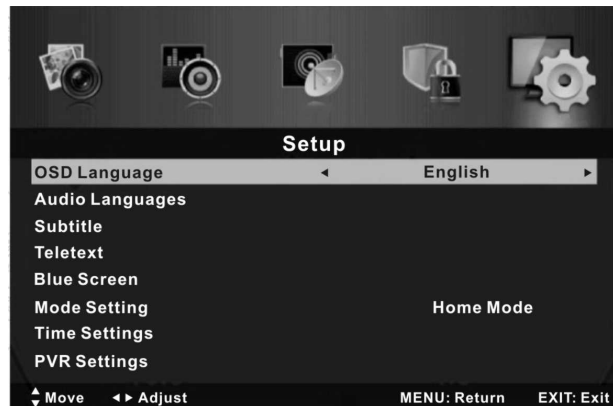 Setup
OSD Language ◄ English ►
Audio Languages
Subtitle
Teletext
Blue Screen
Mode Setting Home Mode
Time Settings
PVR Settings
Move ◄► Adjust MENU: Return EXIT: Exit